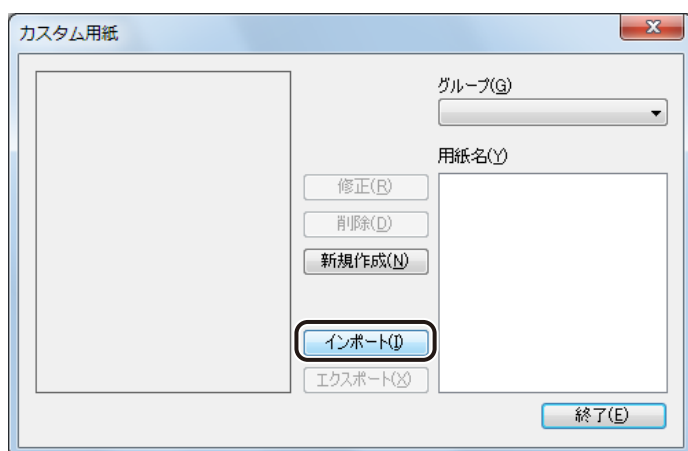 カスタム用紙
グループ(G)
用紙名(Y)
修正(R)
削除(D)
新規作成(N)
インポート(I)
エクスポート(X)
終了(E)